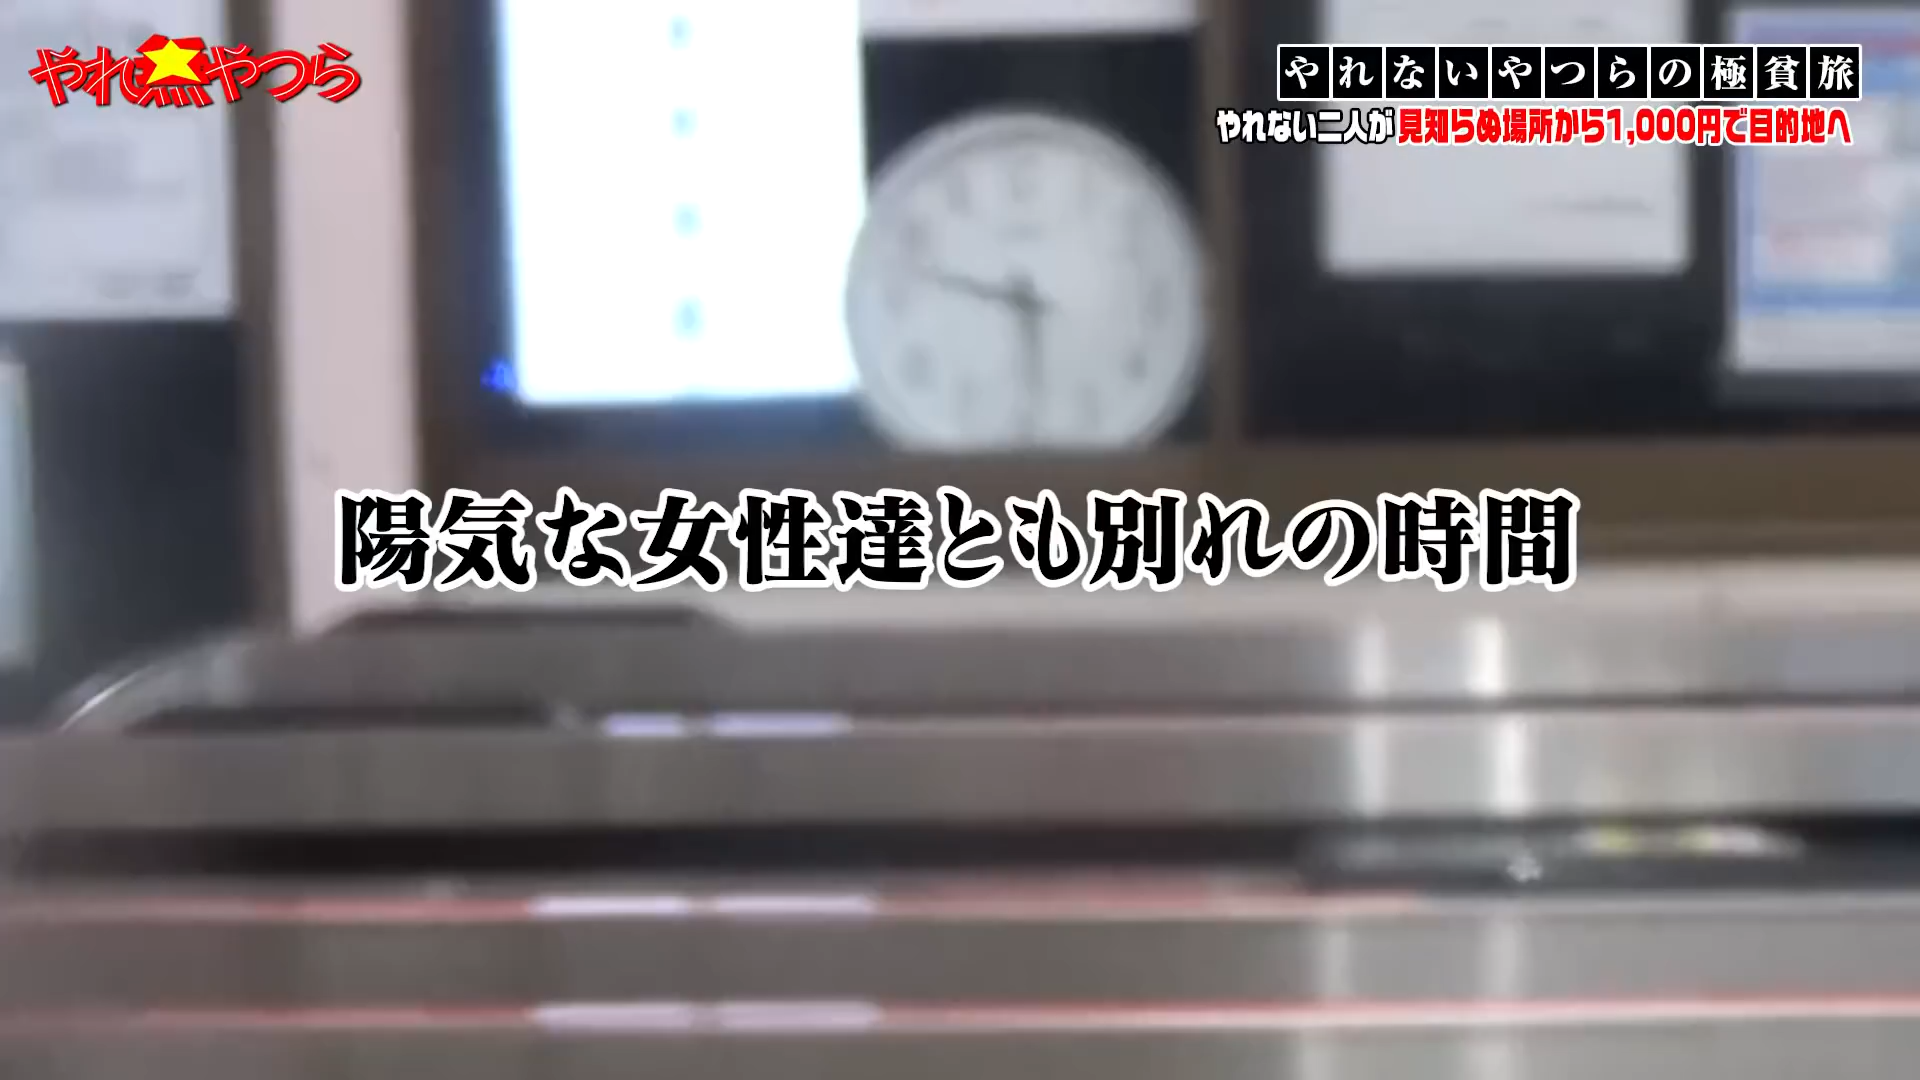 やれ無やつら
やれないやつらの極貧旅
やれない二人が見知らぬ場所から1,000円で目的地へ
陽気な女性達とも別れの時間